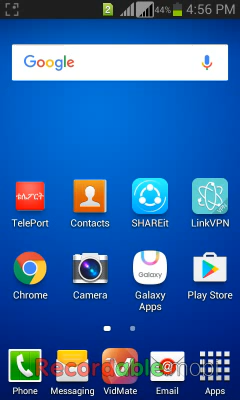 2 44% 4:56 PM
Google
ቴሌፖርት
TelePort Contacts SHAREit LinkVPN
Galaxy
Chrome Camera Galaxy Apps Play Store
Phone Messaging VidMate Email Apps